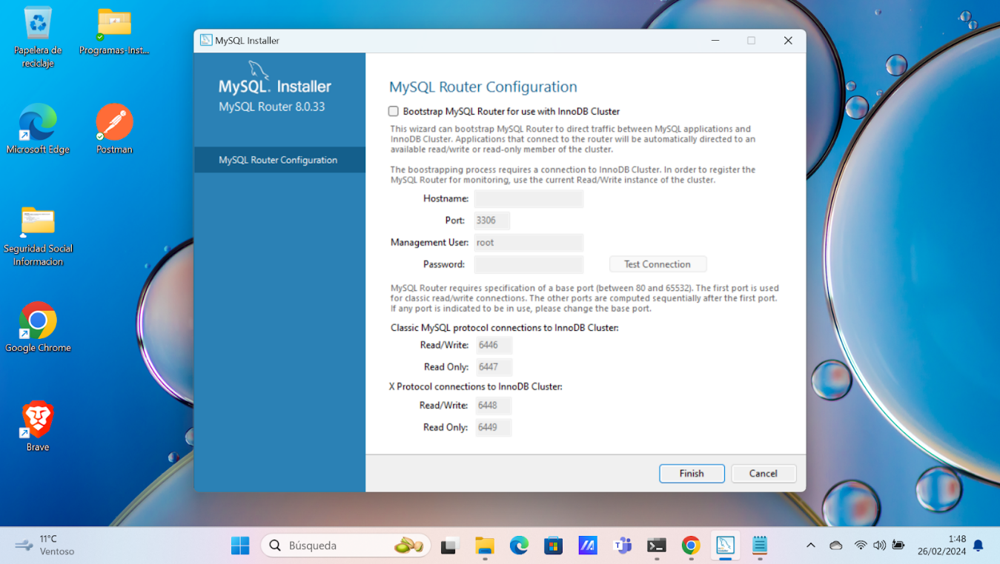 Papelera de
reciclaje
Programas-Inst...
Microsoft Edge
Postman
Seguridad Social
Informacion
Google Chrome
Brave
MySQL Installer
MySQL. Installer
MySQL Router 8.0.33
MySQL Router Configuration
MySQL Router Configuration
Bootstrap MySQL Router for use with InnoDB Cluster
This wizard can bootstrap MySQL Router to direct traffic between MySQL applications and
InnoDB Cluster. Applications that connect to the router will be automatically directed to an
available read/write or read-only member of the cluster.
The boostrapping process requires a connection to InnoDB Cluster. In order to register the
MySQL Router for monitoring, use the current Read/Write instance of the cluster.
Hostname:
Port: 3306
Management User: root
Password: Test Connection
MySQL Router requires specification of a base port (between 80 and 65532). The first port is used
for classic read/write connections. The other ports are computed sequentially after the first port.
If any port is indicated to be in use, please change the base port.
Classic MySQL protocol connections to InnoDB Cluster:
Read/Write: 6446
Read Only: 6447
X Protocol connections to InnoDB Cluster:
Read/Write: 6448
Read Only: 6449
Finish Cancel
11°C
Ventoso
Búsqueda
1:48
26/02/2024